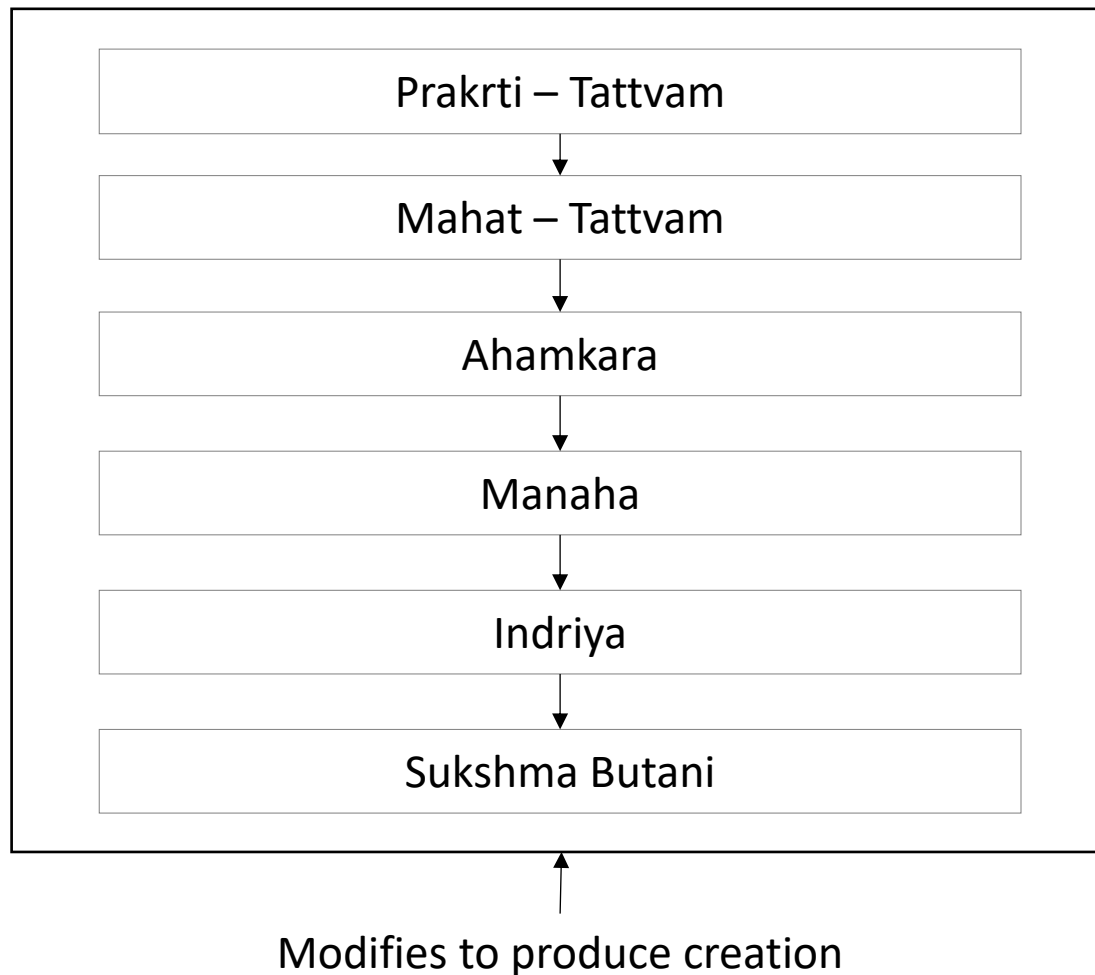 Prakrti – Tattvam
Mahat – Tattvam
Ahamkara
Manaha
Indriya
Sukshma Butani
Modifies to produce creation